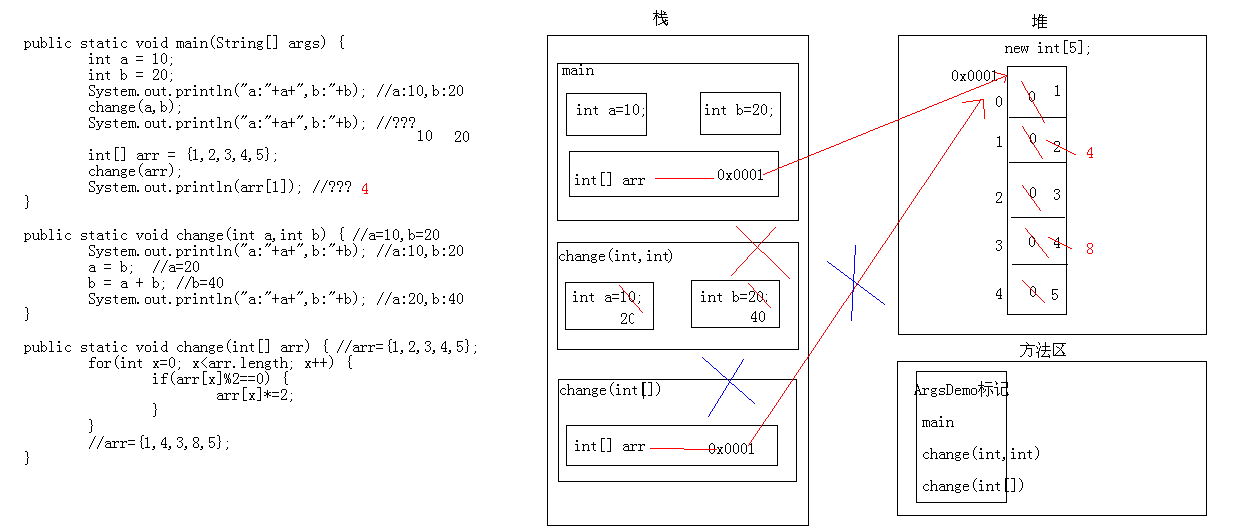 public static void main(String[] args) {
int a = 10;
int b = 20;
System.out.println("a:"+a+",b:"+b); //a:10,b:20
change(a,b);
System.out.println("a:"+a+",b:"+b); //???
10 20
int[] arr = {1,2,3,4,5};
change(arr);
System.out.println(arr[1]); //??? 4
}
public static void change(int a,int b) { //a=10,b=20
System.out.println("a:"+a+",b:"+b); //a:10,b:20
a = b; //a=20
b = a + b; //b=40
System.out.println("a:"+a+",b:"+b); //a:20,b:40
}
public static void change(int[] arr) { //arr={1,2,3,4,5};
for(int x=0; x<arr.length; x++) {
if(arr[x]%2==0) {
arr[x]*=2;
}
}
//arr={1,4,3,8,5};
}
栈
main
int a=10; int b=20;
int[] arr 0x0001
change(int,int)
int a=10; int b=20;
20 40
change(int[])
int[] arr 0x0001
堆
new int[5];
0x0001
0 0 1
1 0 2 4
2 0 3
3 0 4 8
4 0 5
方法区
ArgsDemo标记
main
change(int,int)
change(int[])